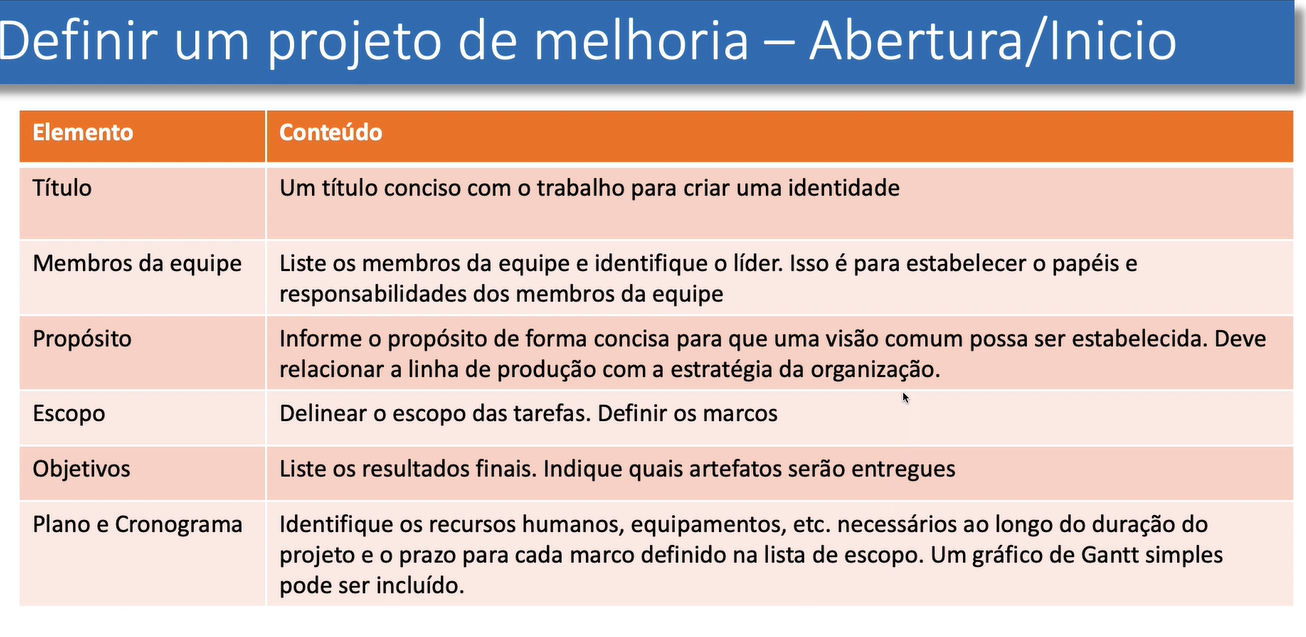 Definir um projeto de melhoria – Abertura/Inicio
Elemento
Conteúdo
Título
Um título conciso com o trabalho para criar uma identidade
Membros da equipe
Liste os membros da equipe e identifique o líder. Isso é para estabelecer o papéis e
responsabilidades dos membros da equipe
Propósito
Informe o propósito de forma concisa para que uma visão comum possa ser estabelecida. Deve
relacionar a linha de produção com a estratégia da organização.
Escopo
Delinear o escopo das tarefas. Definir os marcos
Objetivos
Liste os resultados finais. Indique quais artefatos serão entregues
Plano e Cronograma
Identifique os recursos humanos, equipamentos, etc. necessários ao longo do duração do
projeto e o prazo para cada marco definido na lista de escopo. Um gráfico de Gantt simples
pode ser incluído.